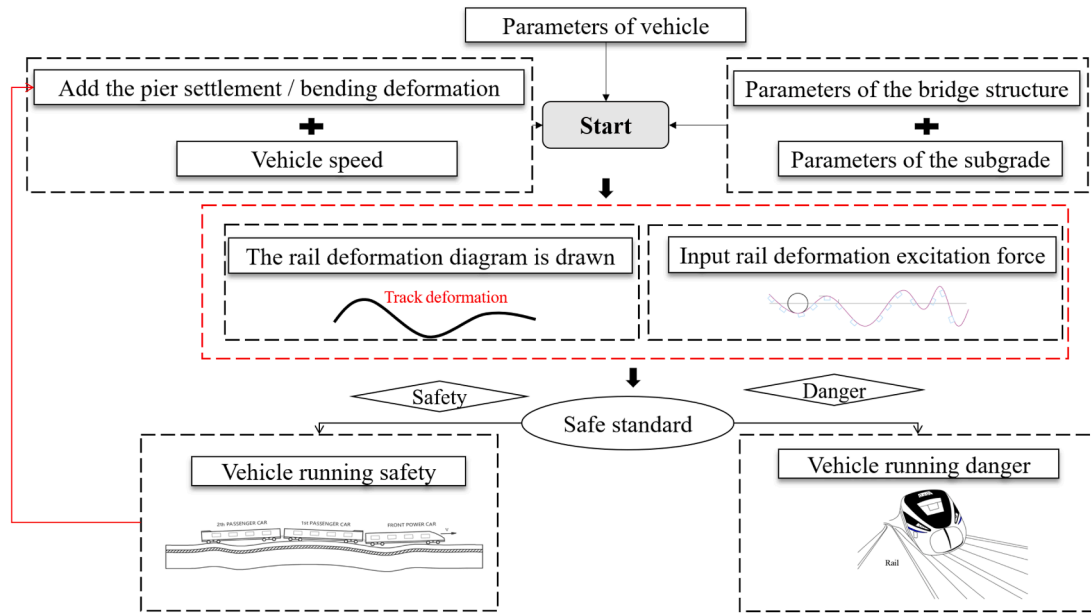 Parameters of vehicle
Add the pier settlement / bending deformation
Vehicle speed
Start
Parameters of the bridge structure
Parameters of the subgrade
The rail deformation diagram is drawn
Track deformation
Input rail deformation excitation force
Safety
Danger
Safe standard
Vehicle running safety
2th PASSENGER CAR
1st PASSENGER CAR
FRONT POWER CAR
Vehicle running danger
Rail